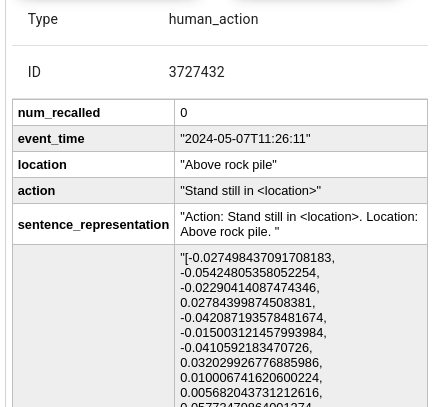 Type human_action
ID 3727432
num_recalled 0
event_time "2024-05-07T11:26:11"
location "Above rock pile"
action "Stand still in <location>"
sentence_representation "Action: Stand still in <location>. Location:
Above rock pile. "
"[-0.027498437091708183,
-0.05424805358052254,
-0.02290414087474346,
0.02784399874508381,
-0.042087193578481674,
-0.015003121457993984,
-0.0410592183470726,
0.032029926776885986,
0.010006741620600224,
0.005682043731212616,